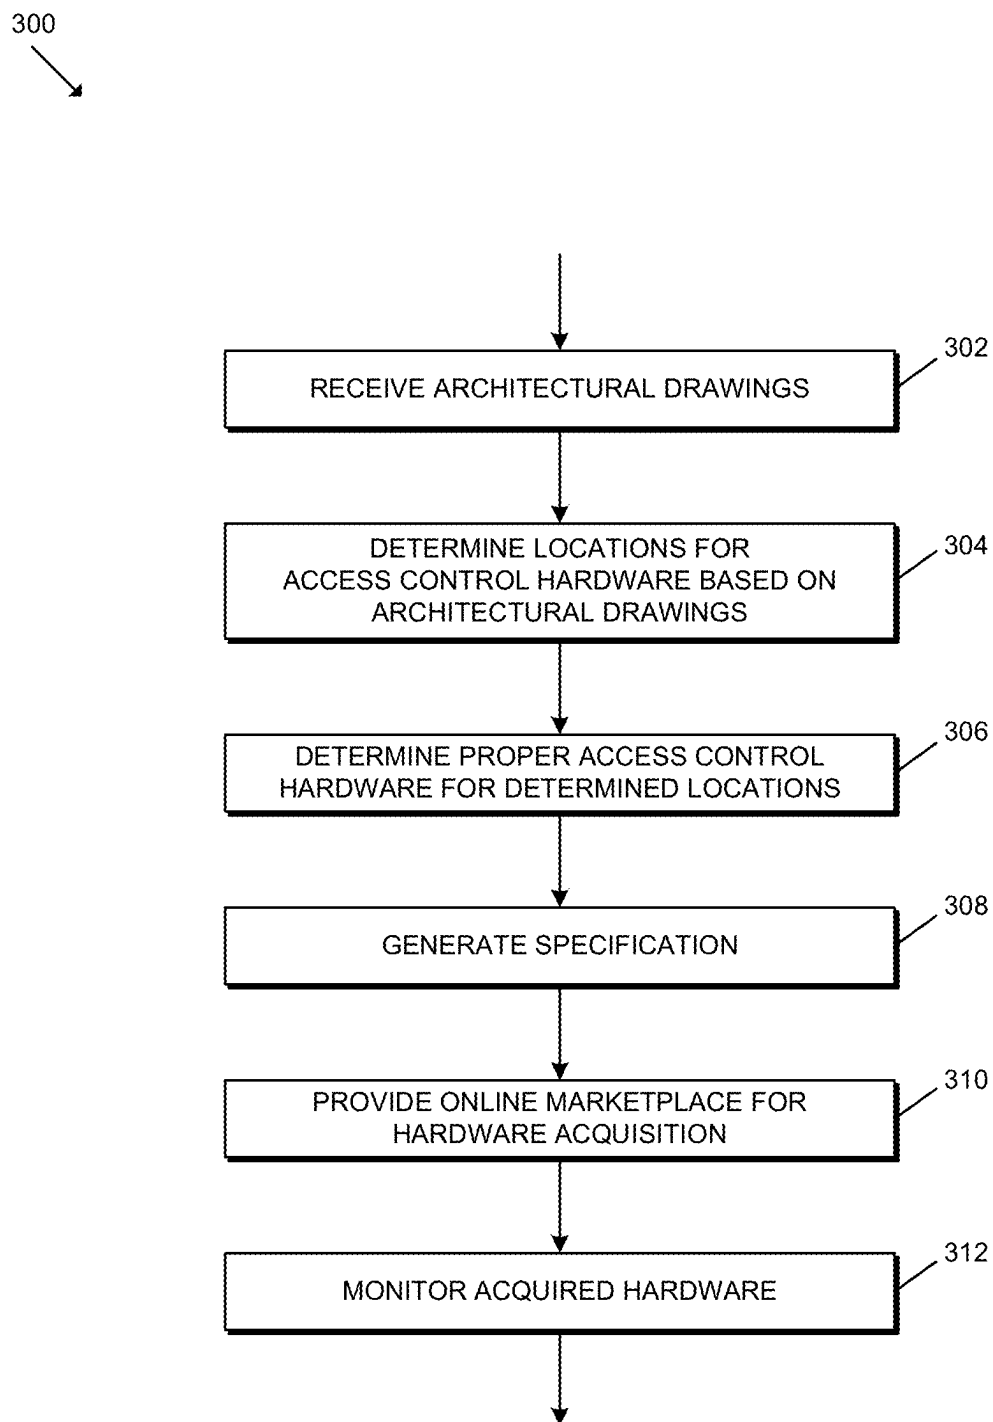 300
302
RECEIVE ARCHITECTURAL DRAWINGS
DETERMINE LOCATIONS FOR
304
ACCESS CONTROL HARDWARE BASED ON
ARCHITECTURAL DRAWINGS
306
DETERMINE PROPER ACCESS CONTROL
HARDWARE FOR DETERMINED LOCATIONS
308
GENERATE SPECIFICATION
310
PROVIDE ONLINE MARKETPLACE FOR
HARDWARE ACQUISITION
312
MONITOR ACQUIRED HARDWARE